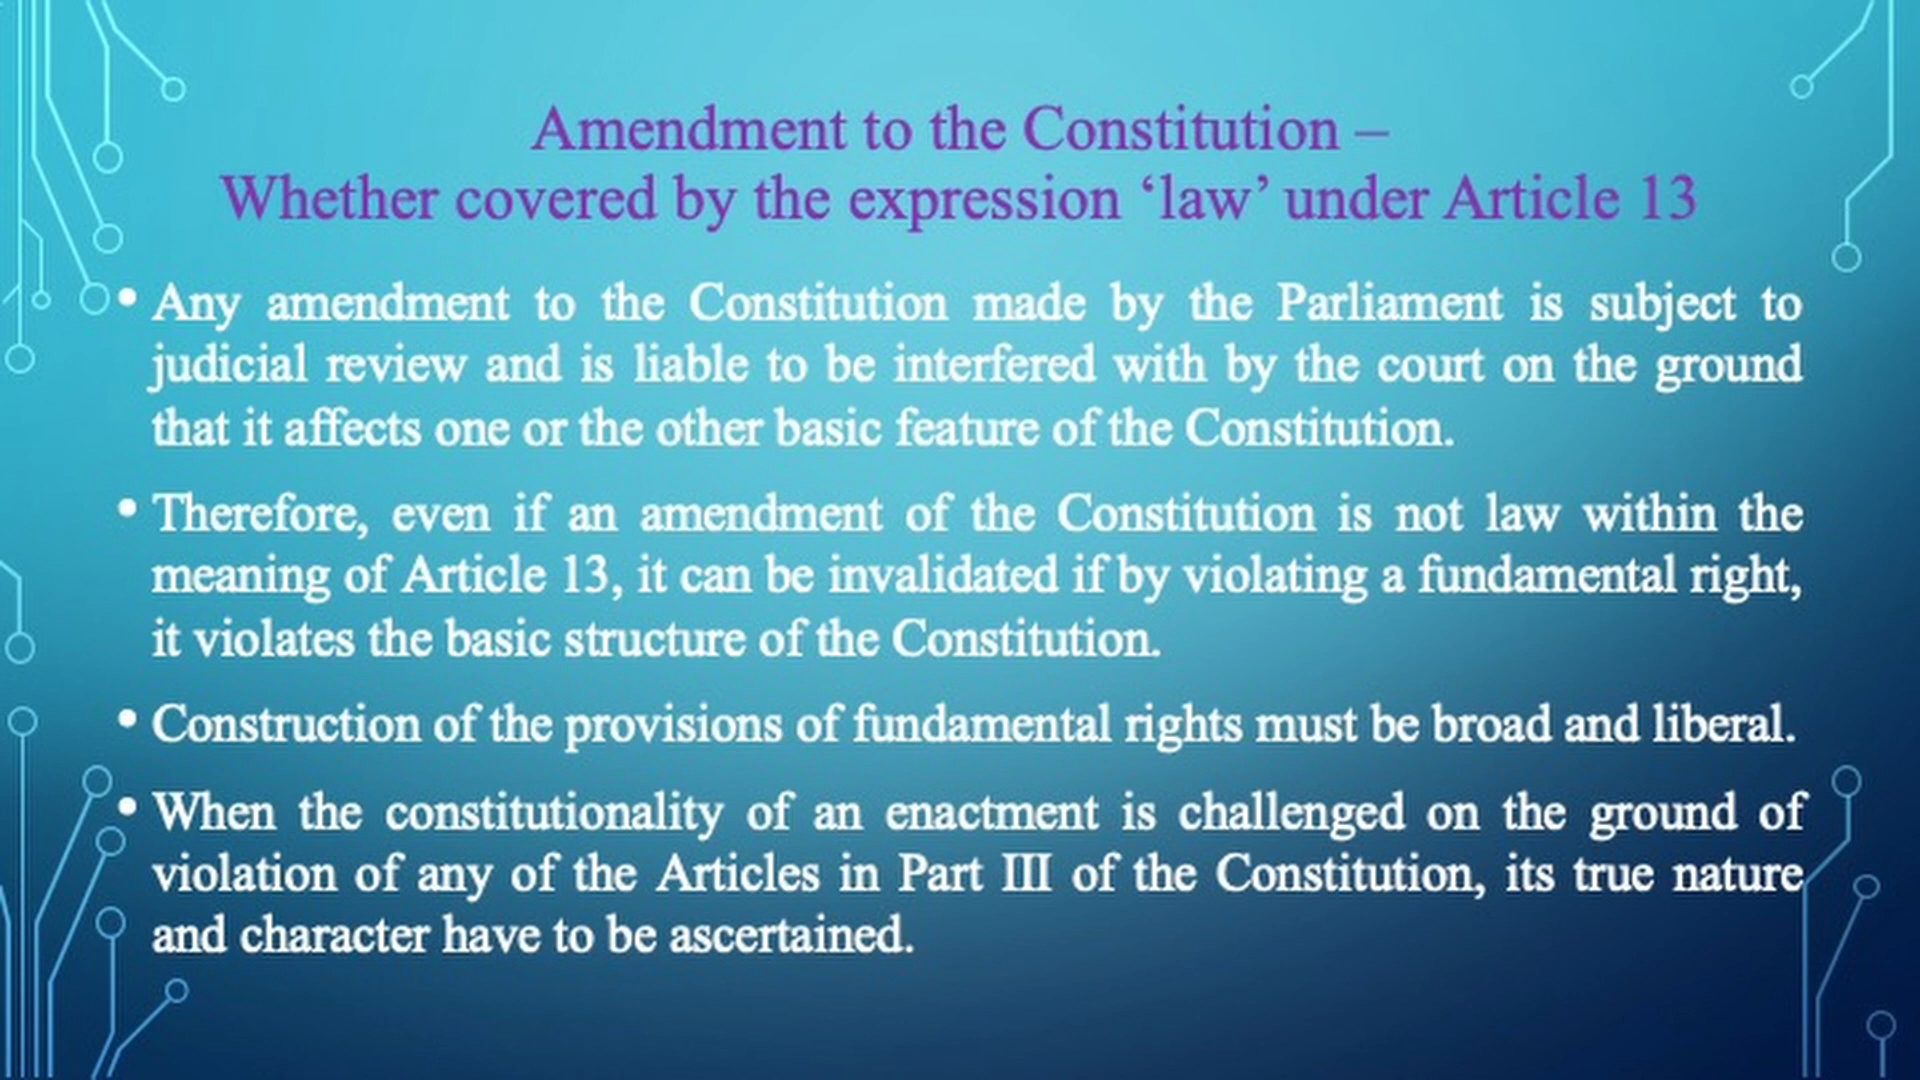 Amendment to the Constitution –
Whether covered by the expression ‘law’ under Article 13
• Any amendment to the Constitution made by the Parliament is subject to
judicial review and is liable to be interfered with by the court on the ground
that it affects one or the other basic feature of the Constitution.
• Therefore, even if an amendment of the Constitution is not law within the
meaning of Article 13, it can be invalidated if by violating a fundamental right,
it violates the basic structure of the Constitution.
• Construction of the provisions of fundamental rights must be broad and liberal.
• When the constitutionality of an enactment is challenged on the ground of
violation of any of the Articles in Part III of the Constitution, its true nature
and character have to be ascertained.